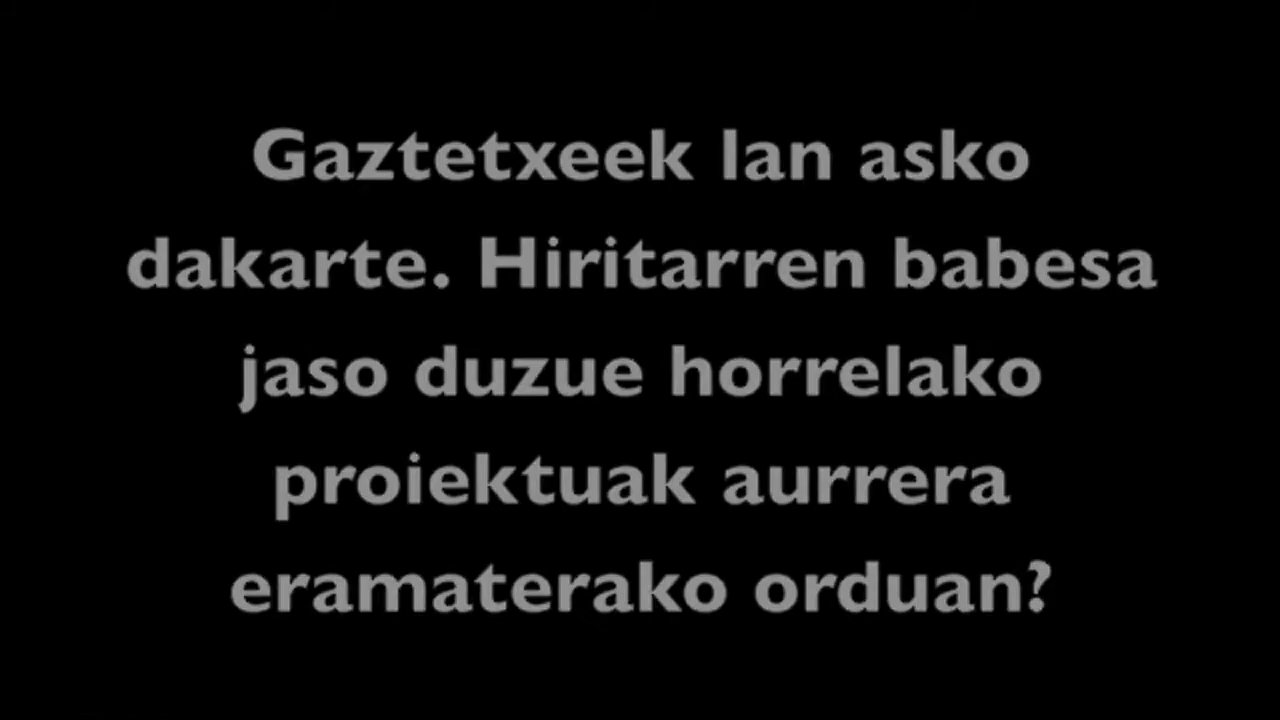 Gaztetxeek lan asko
dakarte. Hiritarren babesa
jaso duzue horrelako
proiektuak aurrera
eramaterako orduan?